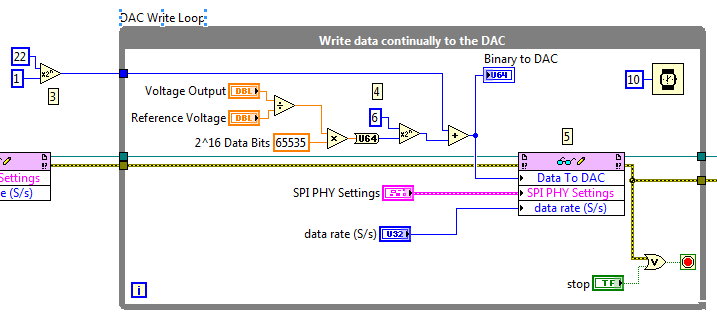 DAC Write Loop
Write data continually to the DAC
22
x2ⁿ
1
3
Voltage Output
DBL
Reference Voltage
DBL
÷
2^16 Data Bits
65535
x
U64
4
6
x2ⁿ
+
Binary to DAC
U64
10
5
Settings
e (S/s)
Data To DAC
SPI PHY Settings
data rate (S/s)
SPI PHY Settings
data rate (S/s)
U32
stop
TF
V
i